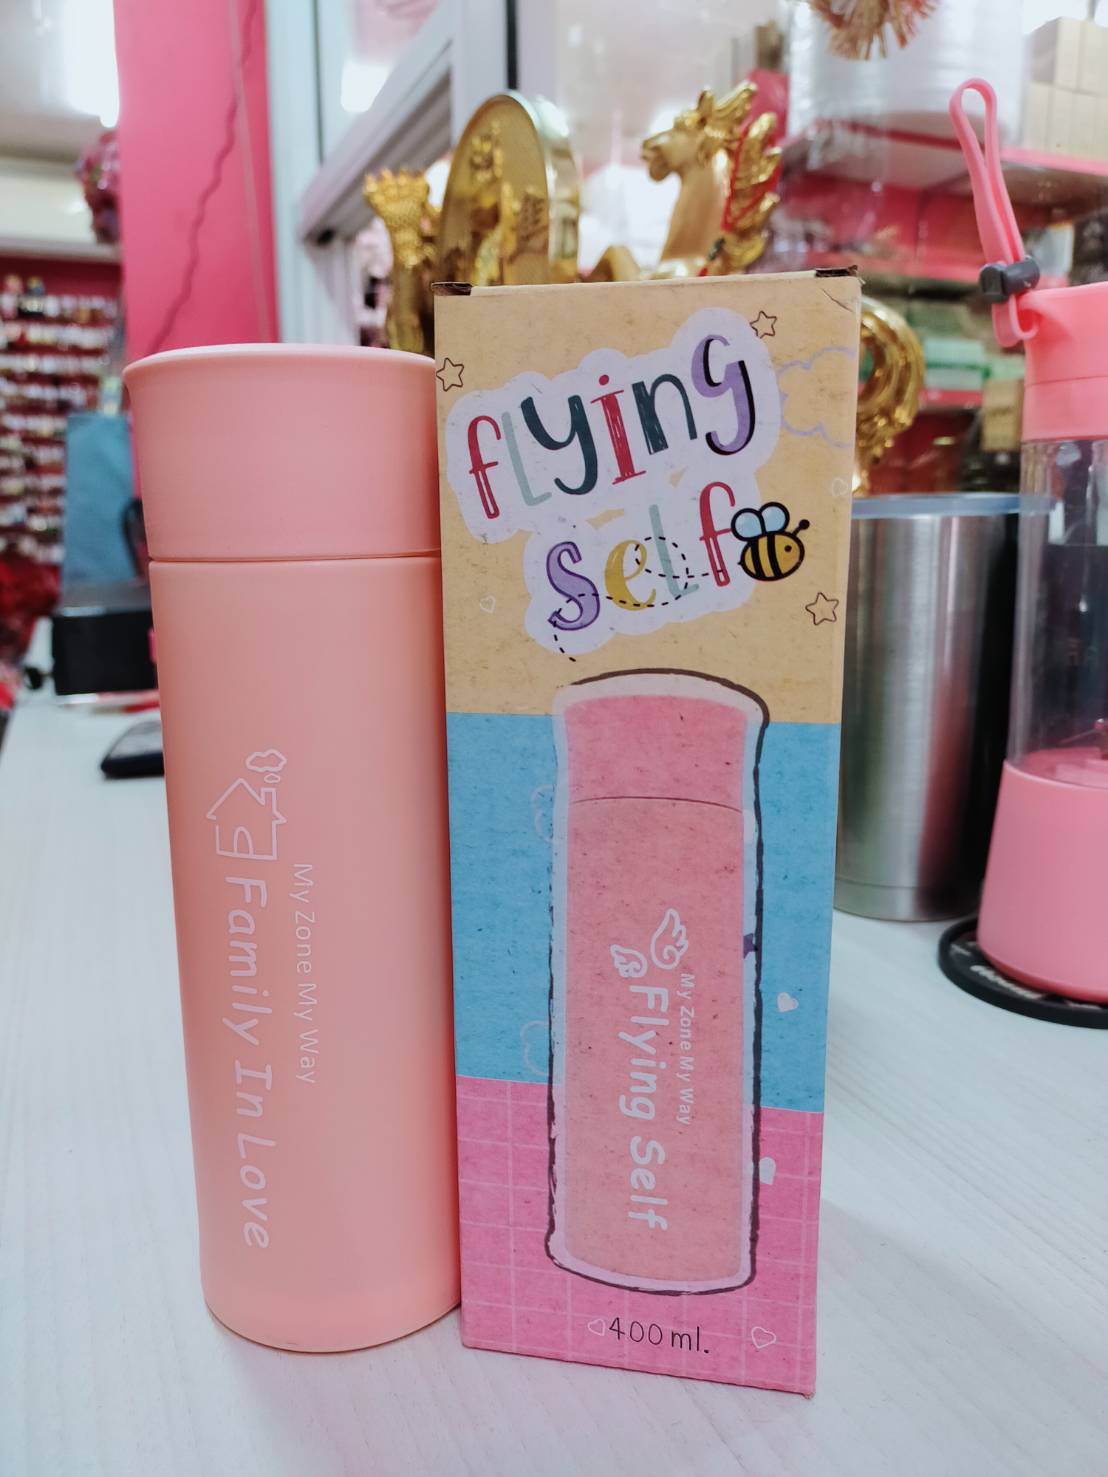 My Zone My Way
Family In Love
flying
self
My Zone My Way
Flying Self
400 ml.